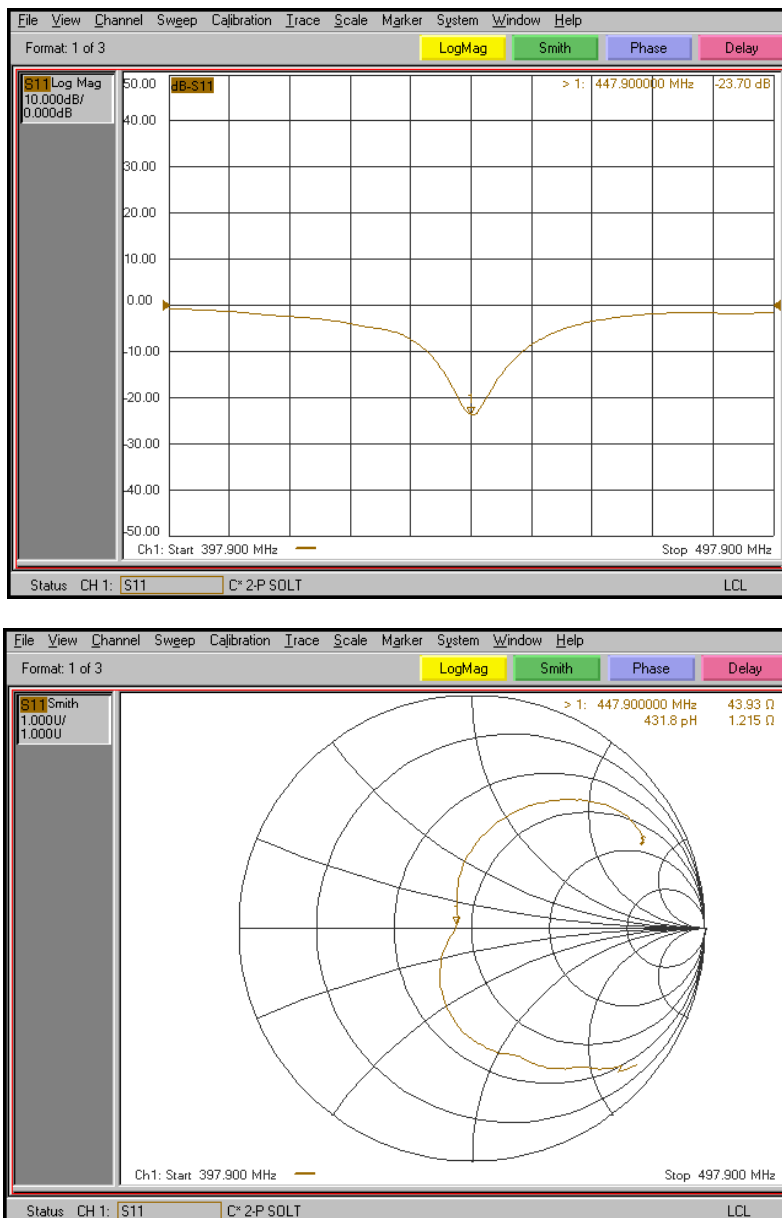 File View Channel Sweep Calibration Trace Scale Marker System Window Help
Format: 1 of 3 LogMag Smith Phase Delay
S11 Log Mag
10.000dB/
0.000dB
dB-S11 > 1: 447.900000 MHz -23.70 dB
50.00
40.00
30.00
20.00
10.00
0.00
-10.00
-20.00
-30.00
-40.00
-50.00
Ch1: Start 397.900 MHz Stop 497.900 MHz
Status CH 1: S11 C* 2-P SOLT LCL
File View Channel Sweep Calibration Trace Scale Marker System Window Help
Format: 1 of 3 LogMag Smith Phase Delay
S11 Smith
1.000U/
1.000U
> 1: 447.900000 MHz 43.93 Ω
431.8 pH 1.215 Ω
Ch1: Start 397.900 MHz Stop 497.900 MHz
Status CH 1: S11 C* 2-P SOLT LCL